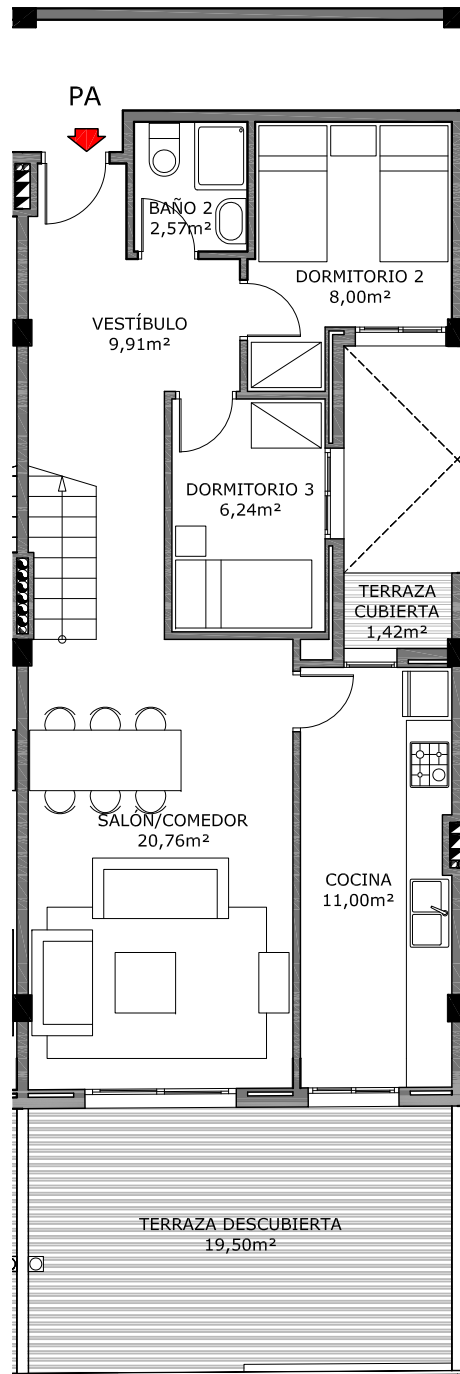 PA
BAÑO 2
2,57m²
DORMITORIO 2
8,00m²
VESTÍBULO
9,91m²
DORMITORIO 3
6,24m²
TERRAZA
CUBIERTA
1,42m²
SALÓN/COMEDOR
20,76m²
COCINA
11,00m²
TERRAZA DESCUBIERTA
19,50m²